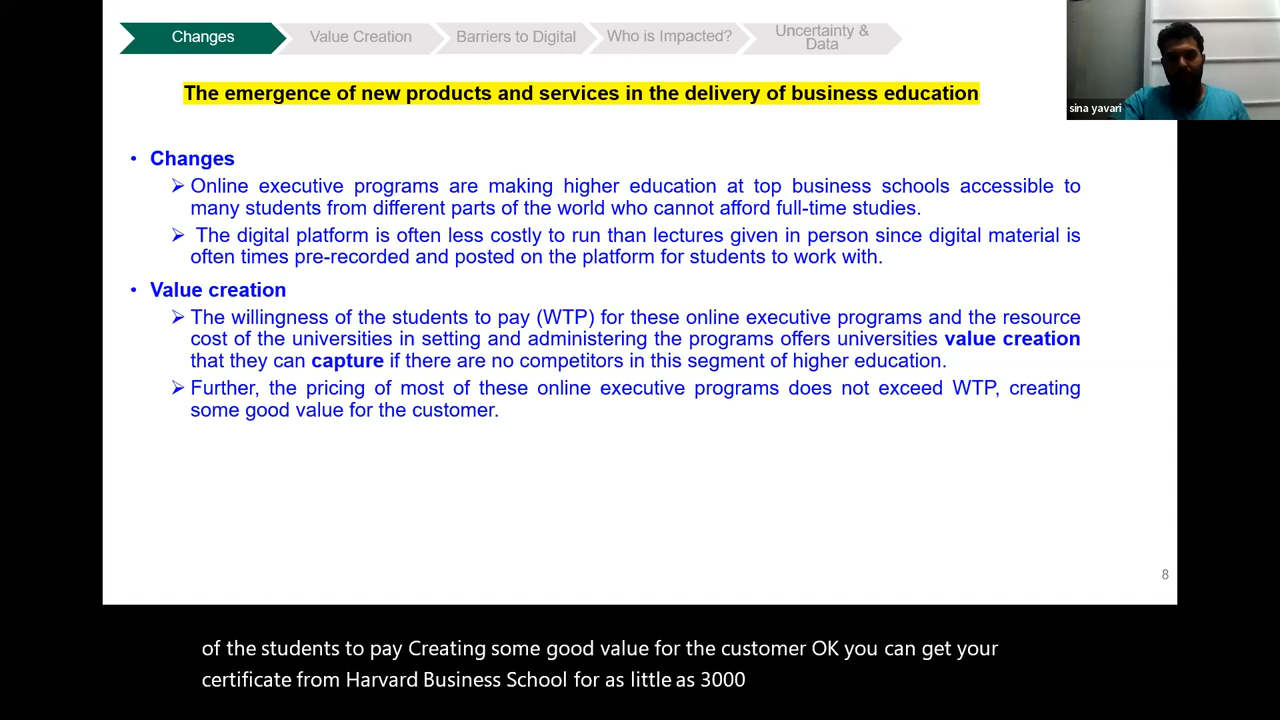 Changes
Value Creation
Barriers to Digital
Who is Impacted?
Uncertainty &
Data
sina yavari
The emergence of new products and services in the delivery of business education
• Changes
➢ Online executive programs are making higher education at top business schools accessible to
many students from different parts of the world who cannot afford full-time studies.
➢ The digital platform is often less costly to run than lectures given in person since digital material is
often times pre-recorded and posted on the platform for students to work with.
• Value creation
➢ The willingness of the students to pay (WTP) for these online executive programs and the resource
cost of the universities in setting and administering the programs offers universities value creation
that they can capture if there are no competitors in this segment of higher education.
➢ Further, the pricing of most of these online executive programs does not exceed WTP, creating
some good value for the customer.
8
of the students to pay Creating some good value for the customer OK you can get your
certificate from Harvard Business School for as little as 3000